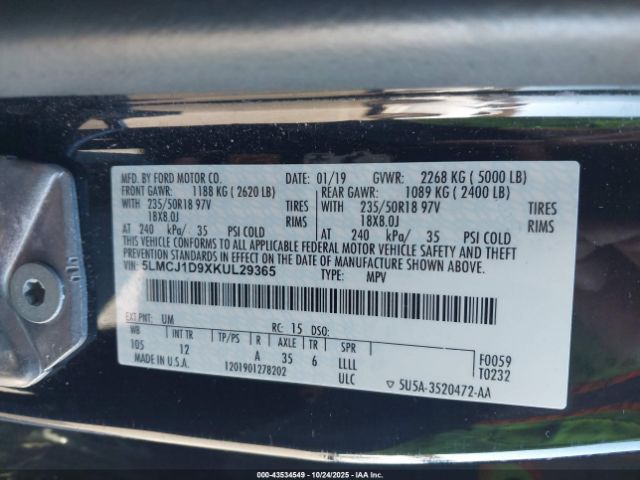 MFD. BY FORD MOTOR CO. DATE: 01/19 GVWR: 2268 KG ( 5000 LB)
FRONT GAWR: 1188 KG ( 2620 LB) REAR GAWR: 1089 KG ( 2400 LB)
WITH 235/50R18 97V TIRES WITH 235/50R18 97V TIRES
18X8.0J RIMS 18X8.0J RIMS
AT 240 kPa/ 35 PSI COLD AT 240 kPa/ 35 PSI COLD
THIS VEHICLE CONFORMS TO ALL APPLICABLE FEDERAL MOTOR VEHICLE SAFETY AND THEFT
PREVENTION STANDARDS IN EFFECT ON THE DATE OF MANUFACTURE SHOWN ABOVE.
VIN: 5LMCJ1D9XKUL29365 TYPE: MPV
EXT PNT: UM RC: 15 DSO:
WB INT TR TP/PS R AXLE TR SPR
105 12 A 35 6 LLLL
F0059
T0232
MADE IN U.S.A. 1201901278202 ULC ▽ 5U5A-3520472-AA
000-43534549 - 10/24/2025 - IAA Inc.